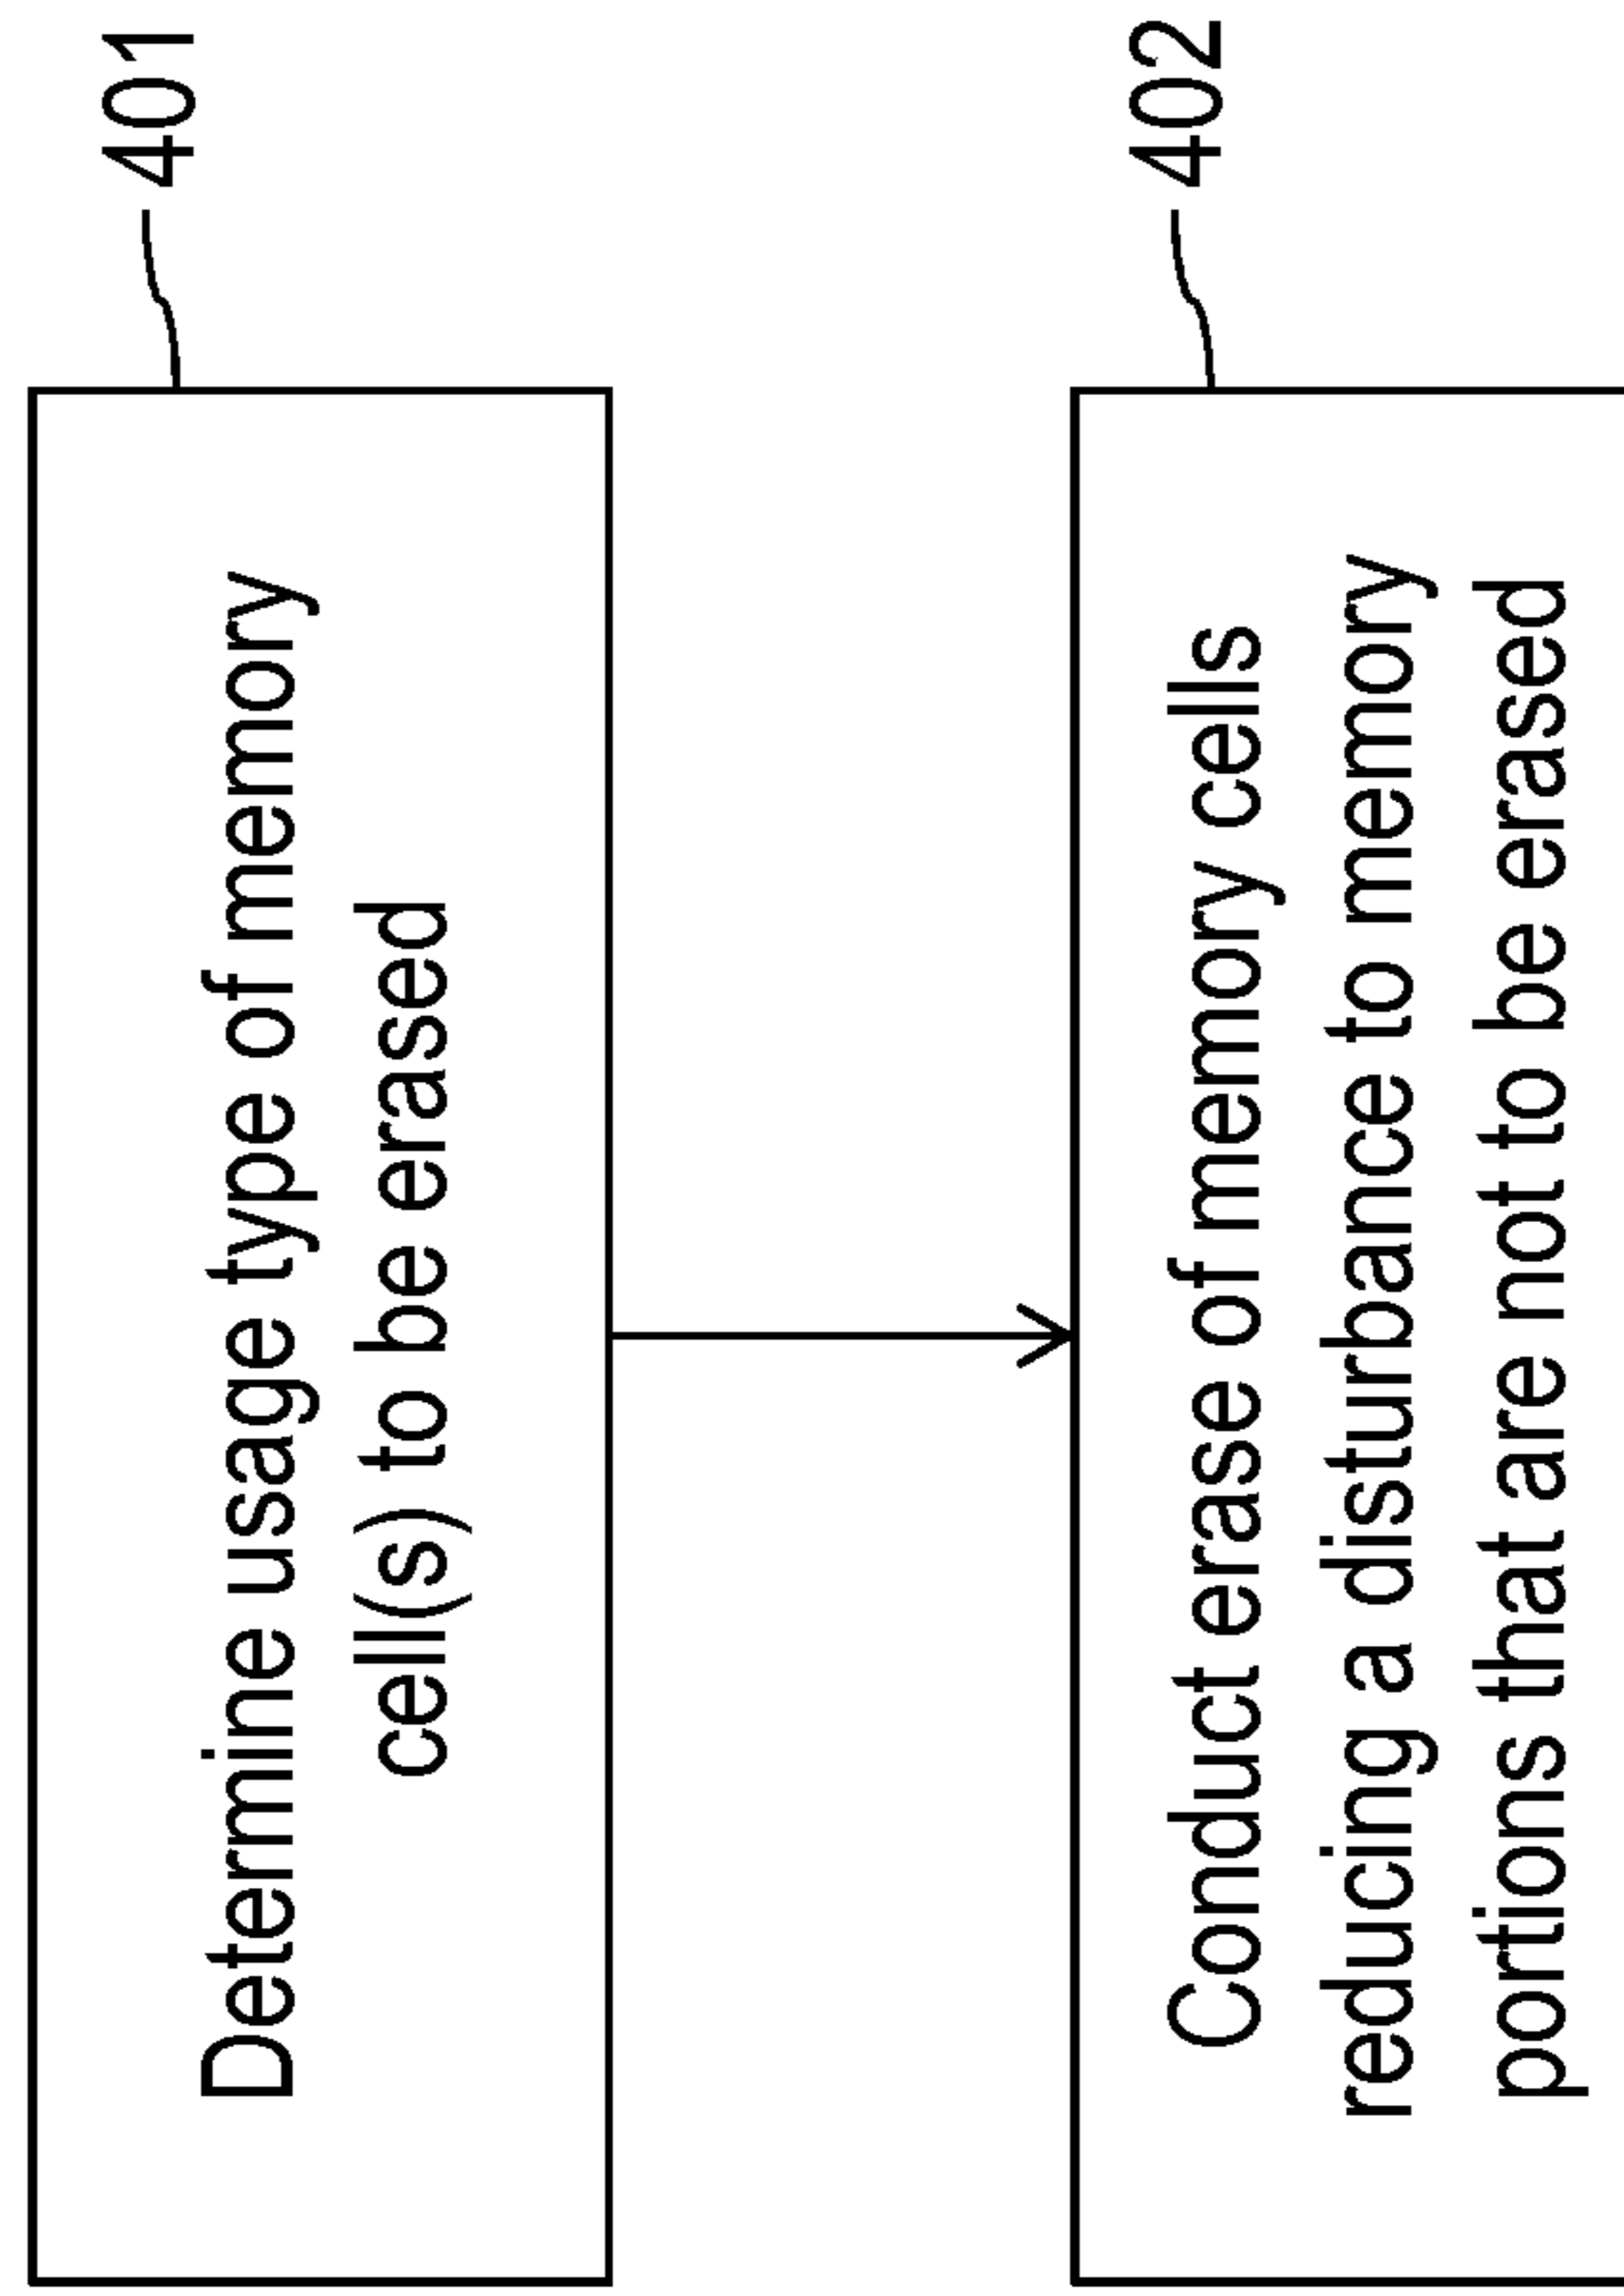 Determine usage type of memory
cell(s) to be erased
401
Conduct erase of memory cells
reducing a disturbance to memory
portions that are not to be erased
402